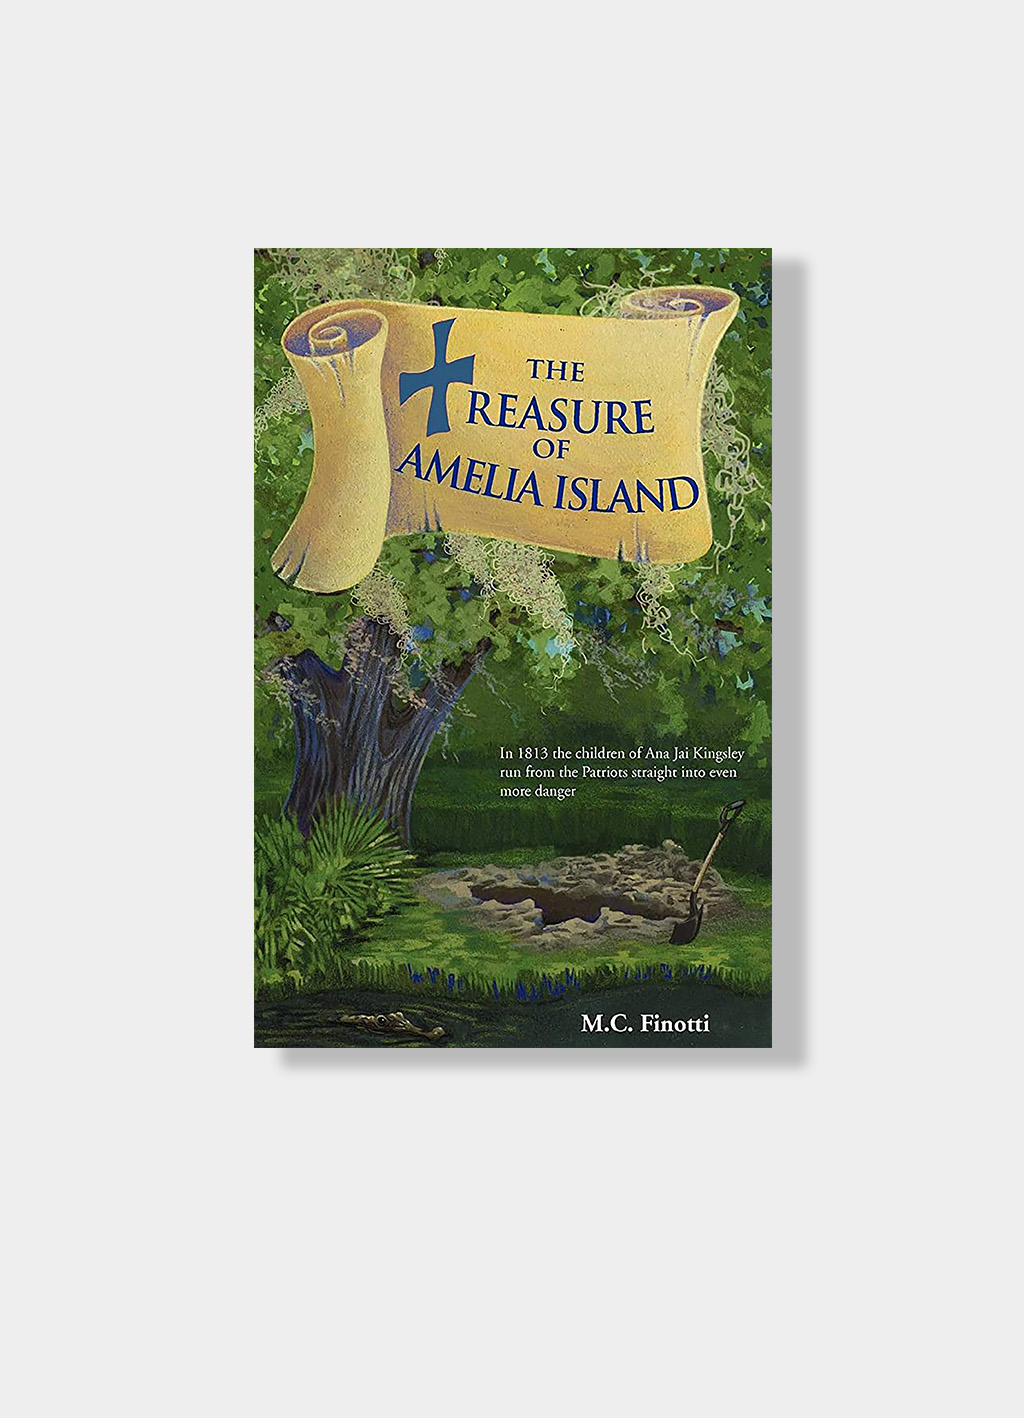 THE
TREASURE
OF
AMELIA ISLAND
In 1813 the children of Ana Jai Kingsley
run from the Patriots straight into even
more danger
M.C. Finotti